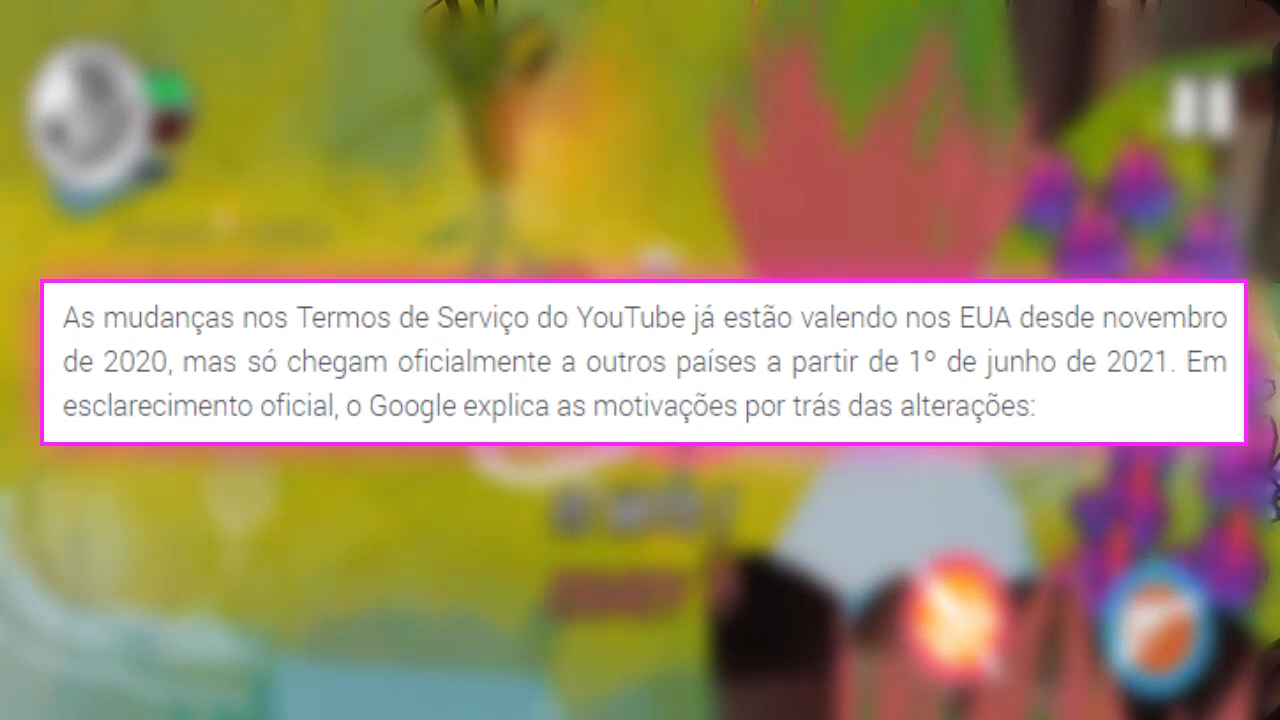 As mudanças nos Termos de Serviço do YouTube já estão valendo nos EUA desde novembro
de 2020, mas só chegam oficialmente a outros países a partir de 1º de junho de 2021. Em
esclarecimento oficial, o Google explica as motivações por trás das alterações: